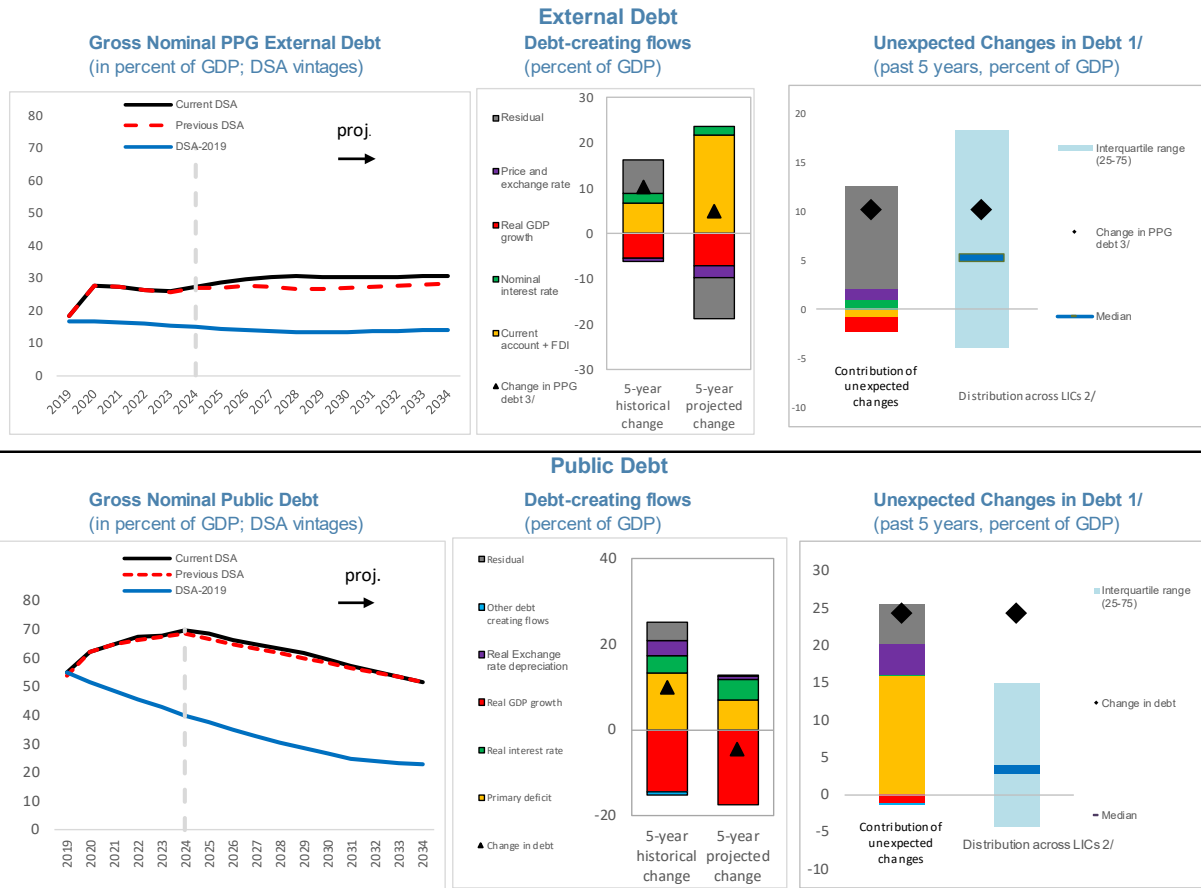 External Debt
Gross Nominal PPG External Debt
(in percent of GDP; DSA vintages)
Current DSA
Previous DSA
DSA-2019
proj.
80
70
60
50
40
30
20
10
0
2019
2020
2021
2022
2023
2024
2025
2026
2027
2028
2029
2030
2031
2032
2033
2034
Debt-creating flows
(percent of GDP)
Residual
Price and
exchange rate
Real GDP
growth
Nominal
interest rate
Current
account + FDI
Change in PPG
debt 3/
30
20
10
0
-10
-20
-30
5-year
historical
change
5-year
projected
change
Unexpected Changes in Debt 1/
(past 5 years, percent of GDP)
20
15
10
5
0
-5
-10
Contribution of
unexpected
changes
Distribution across LICs 2/
Interquartile range
(25-75)
Change in PPG
debt 3/
Median
Public Debt
Gross Nominal Public Debt
(in percent of GDP; DSA vintages)
Current DSA
Previous DSA
DSA-2019
proj.
80
70
60
50
40
30
20
10
0
2019
2020
2021
2022
2023
2024
2025
2026
2027
2028
2029
2030
2031
2032
2033
2034
Debt-creating flows
(percent of GDP)
Residual
Other debt
creating flows
Real Exchange
rate depreciation
Real GDP growth
Real interest rate
Primary deficit
Change in debt
40
20
0
-20
5-year
historical
change
5-year
projected
change
Unexpected Changes in Debt 1/
(past 5 years, percent of GDP)
30
25
20
15
10
5
0
-5
-10
Contribution of
unexpected
changes
Distribution across LICs 2/
Interquartile range
(25-75)
Change in debt
Median